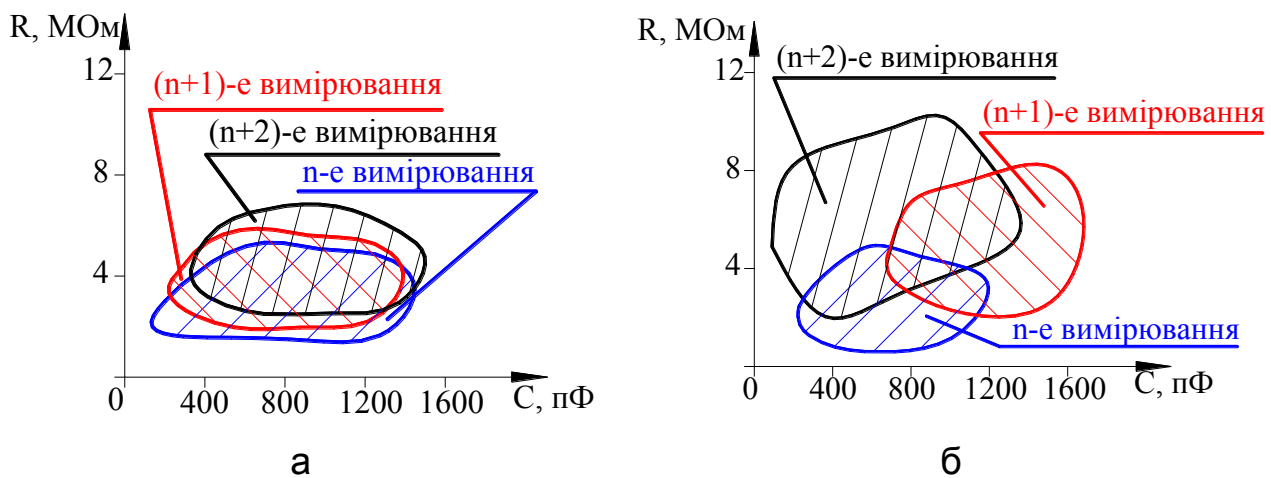 R, МОм
12
(n+1)-е вимірювання
(n+2)-е вимірювання
n-е вимірювання
8
4
0
400
800
1200
1600
C, пФ
а
R, МОм
(n+2)-е вимірювання
12
(n+1)-е вимірювання
8
4
n-е вимірювання
0
400
800
1200
1600
C, пФ
б